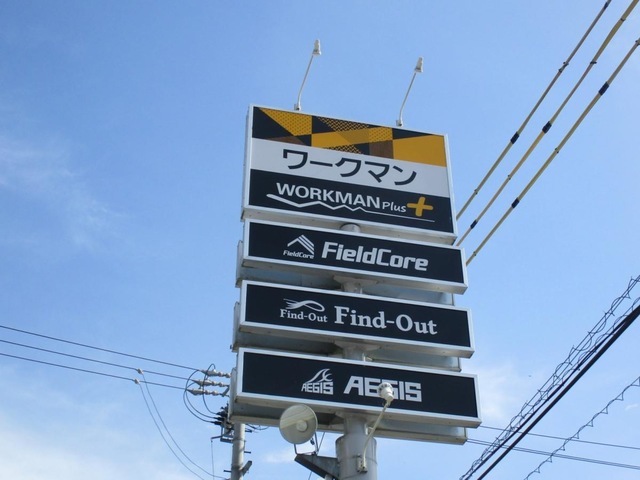 ワークマン
WORKMAN Plus+
FieldCore FieldCore
Find-Out Find-Out
AEGIS AEGIS